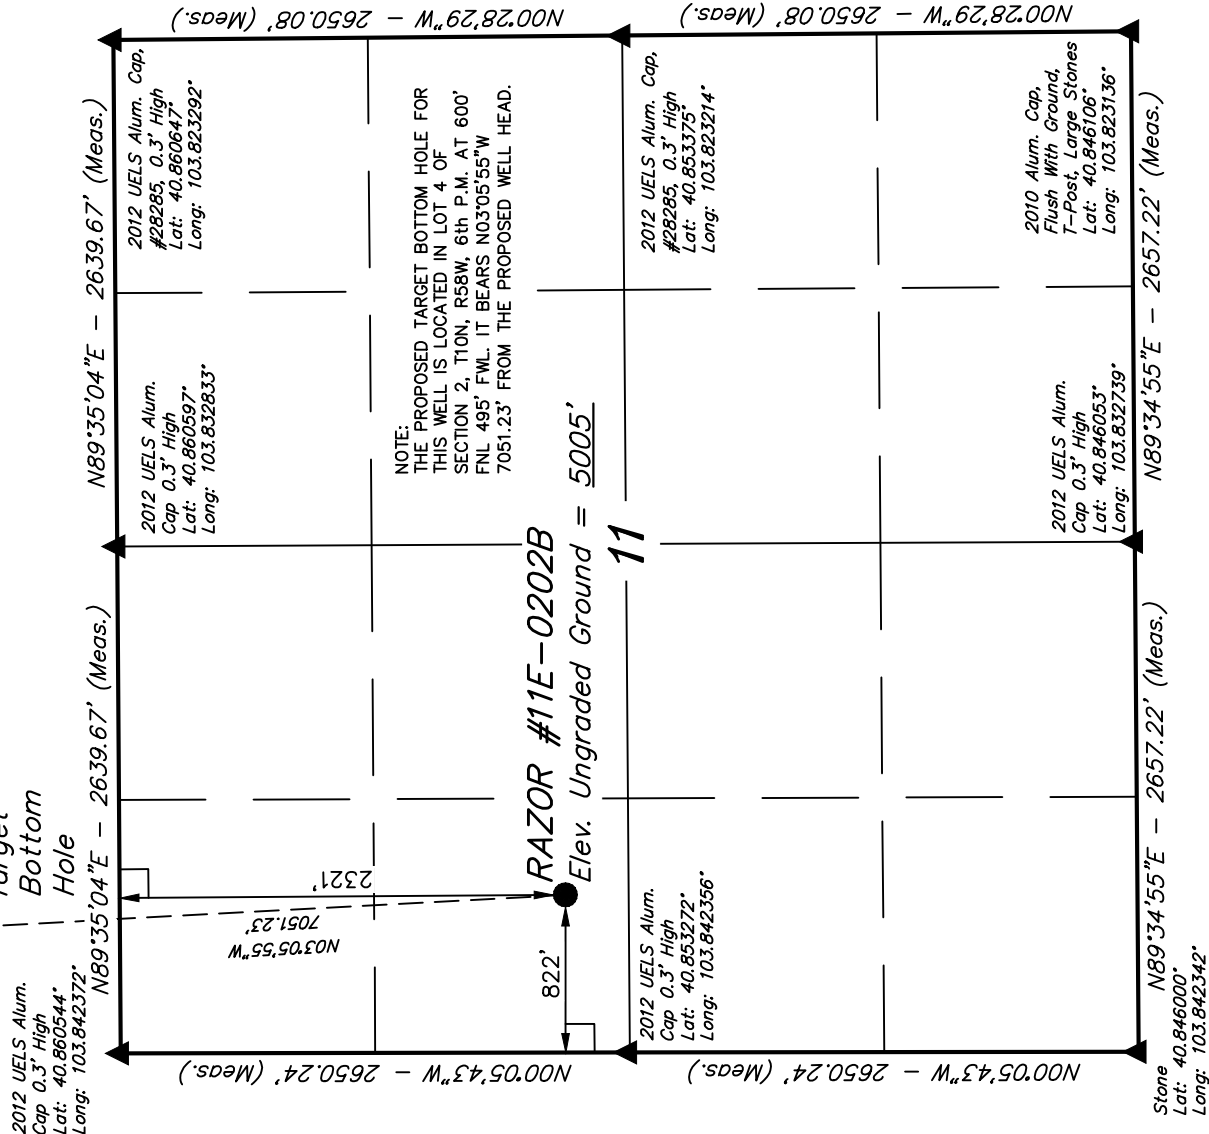 Target
Bottom
Hole
2012 UELS Alum.
Cap 0.3' High
Lat: 40.860544°
Long: 103.842372°
N89°35'04"E - 2639.67' (Meas.)
N89°35'04"E - 2639.67' (Meas.)
2012 UELS Alum.
Cap 0.3' High
Lat: 40.860597°
Long: 103.832833°
2012 UELS Alum. Cap,
#28285, 0.3' High
Lat: 40.860647°
Long: 103.823292°
N00°28'29"W - 2650.08' (Meas.)
N00°28'29"W - 2650.08' (Meas.)
N03°05'55"W
7051.23'
2321'
822'
NOTE:
THE PROPOSED TARGET BOTTOM HOLE FOR
THIS WELL IS LOCATED IN LOT 4 OF
SECTION 2, T10N, R58W, 6th P.M. AT 600'
FNL 495' FWL. IT BEARS N03°05'55"W
7051.23' FROM THE PROPOSED WELL HEAD.
RAZOR #11E-0202B
Elev. Ungraded Ground = 5005'
11
2012 UELS Alum.
Cap 0.3' High
Lat: 40.853272°
Long: 103.842356°
2012 UELS Alum. Cap,
#28285, 0.3' High
Lat: 40.853375°
Long: 103.823214°
N00°05'43"W - 2650.24' (Meas.)
N00°05'43"W - 2650.24' (Meas.)
2012 UELS Alum.
Cap 0.3' High
Lat: 40.846053°
Long: 103.832739°
2010 Alum. Cap,
Flush With Ground,
T-Post, Large Stones
Lat: 40.846106°
Long: 103.823136°
Stone
Lat: 40.846000°
Long: 103.842342°
N89°34'55"E - 2657.22' (Meas.)
N89°34'55"E - 2657.22' (Meas.)